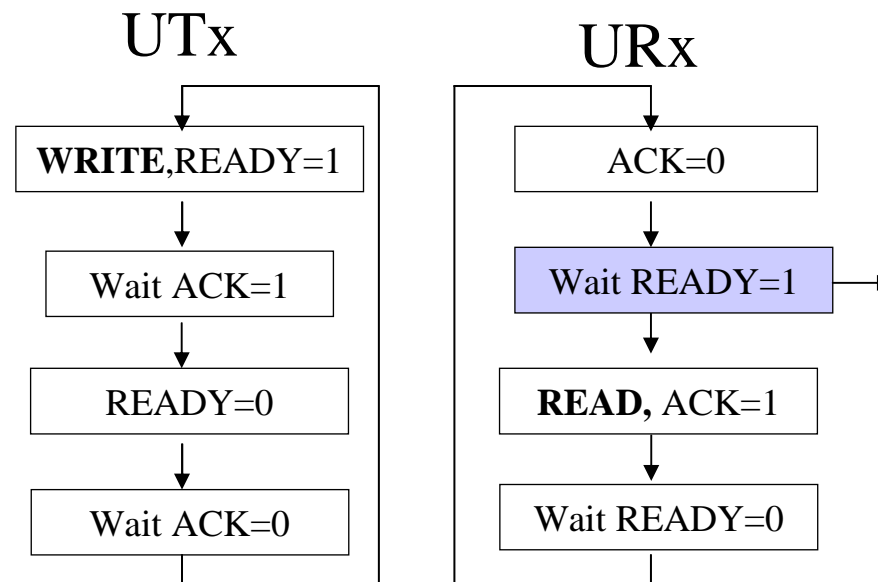 UTx
WRITE,READY=1
Wait ACK=1
READY=0
Wait ACK=0
URx
ACK=0
Wait READY=1
READ, ACK=1
Wait READY=0